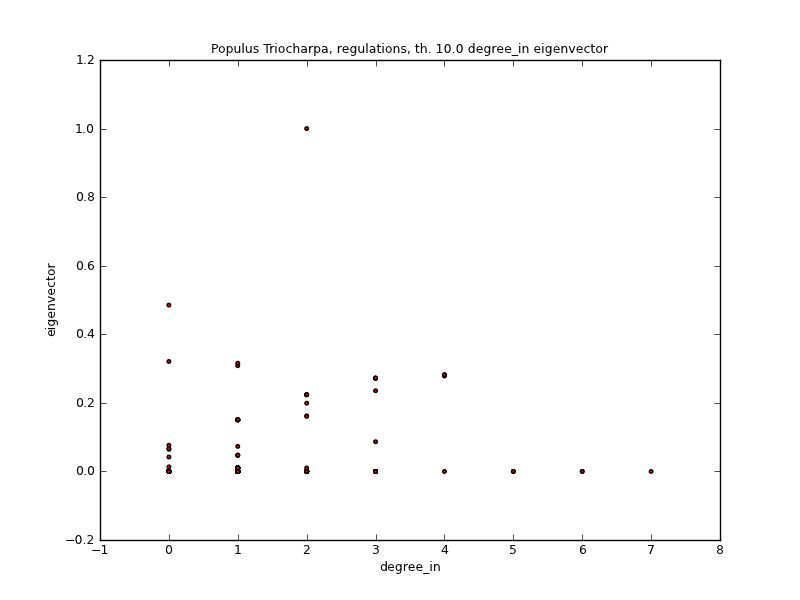 Populus Triocharpa, regulations, th. 10.0 degree_in eigenvector
1.2
1.0
0.8
0.6
0.4
0.2
0.0
−0.2
eigenvector
−1 0 1 2 3 4 5 6 7 8
degree_in